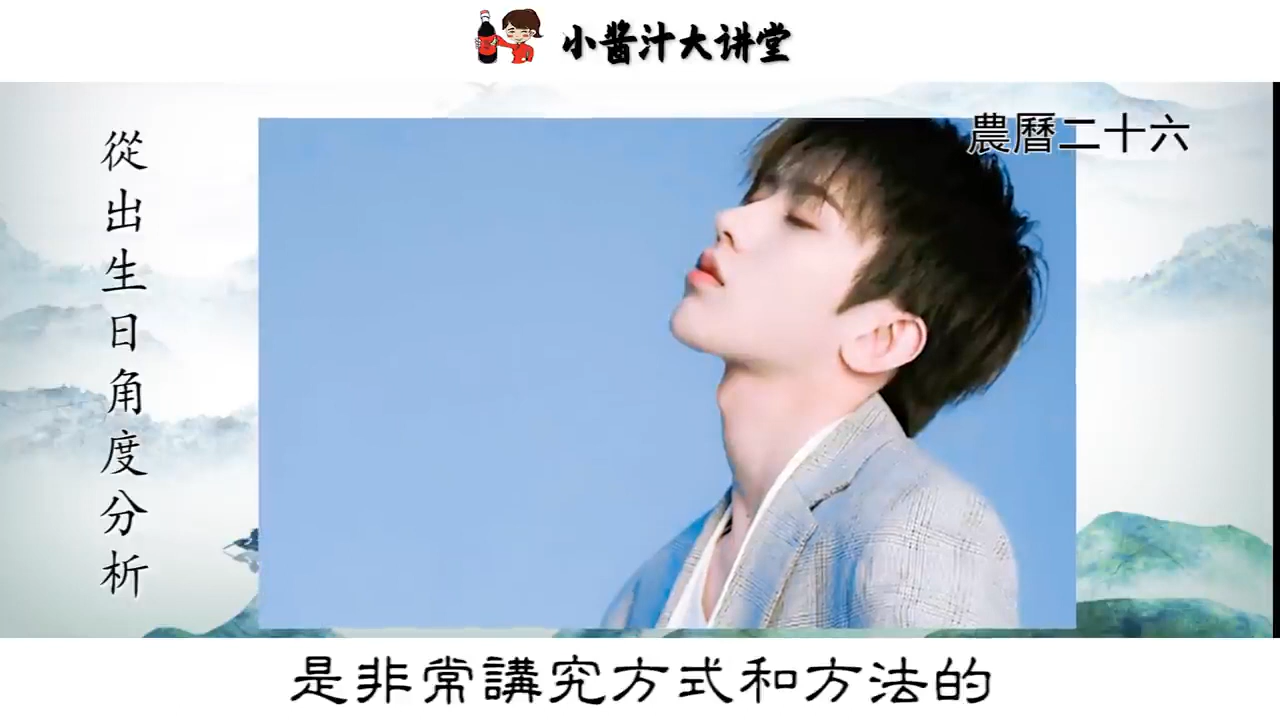 小酱汁大讲堂
農曆二十六
從出生日角度分析
是非常講究方式和方法的